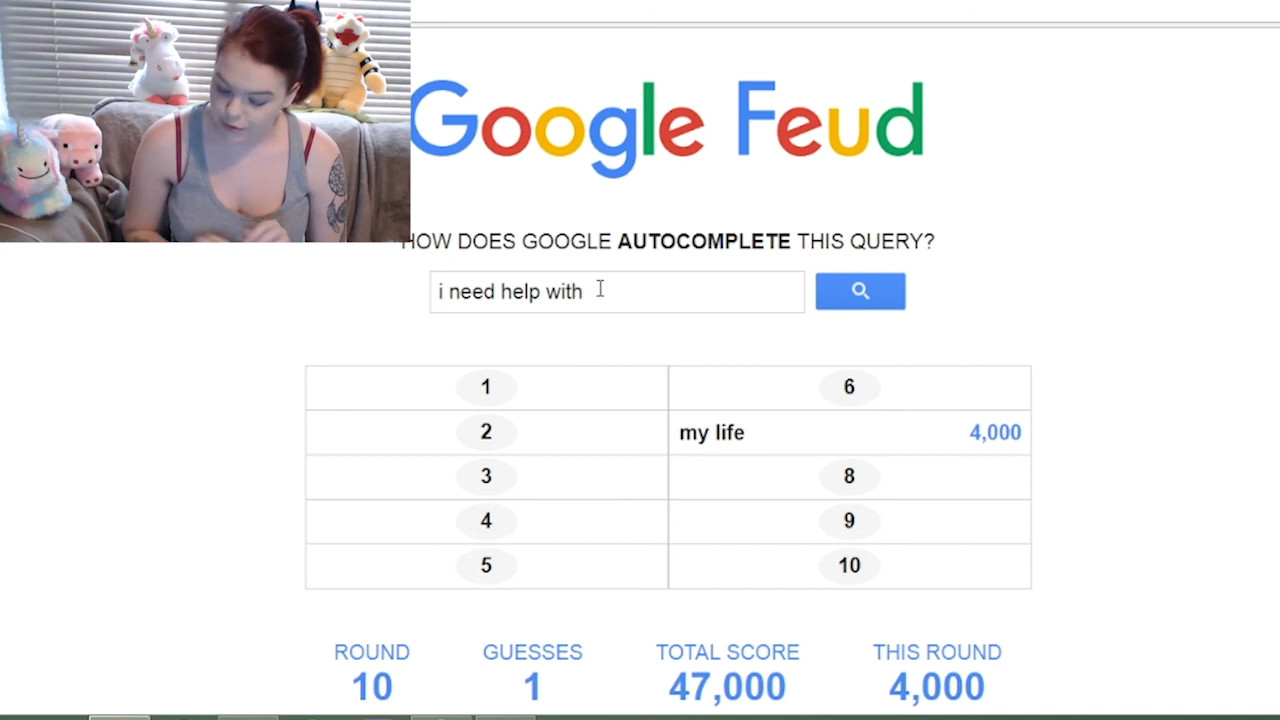 Google Feud
HOW DOES GOOGLE AUTOCOMPLETE THIS QUERY?
i need help with
1 6
2 my life 4,000
3 8
4 9
5 10
ROUND GUESSES TOTAL SCORE THIS ROUND
10 1 47,000 4,000